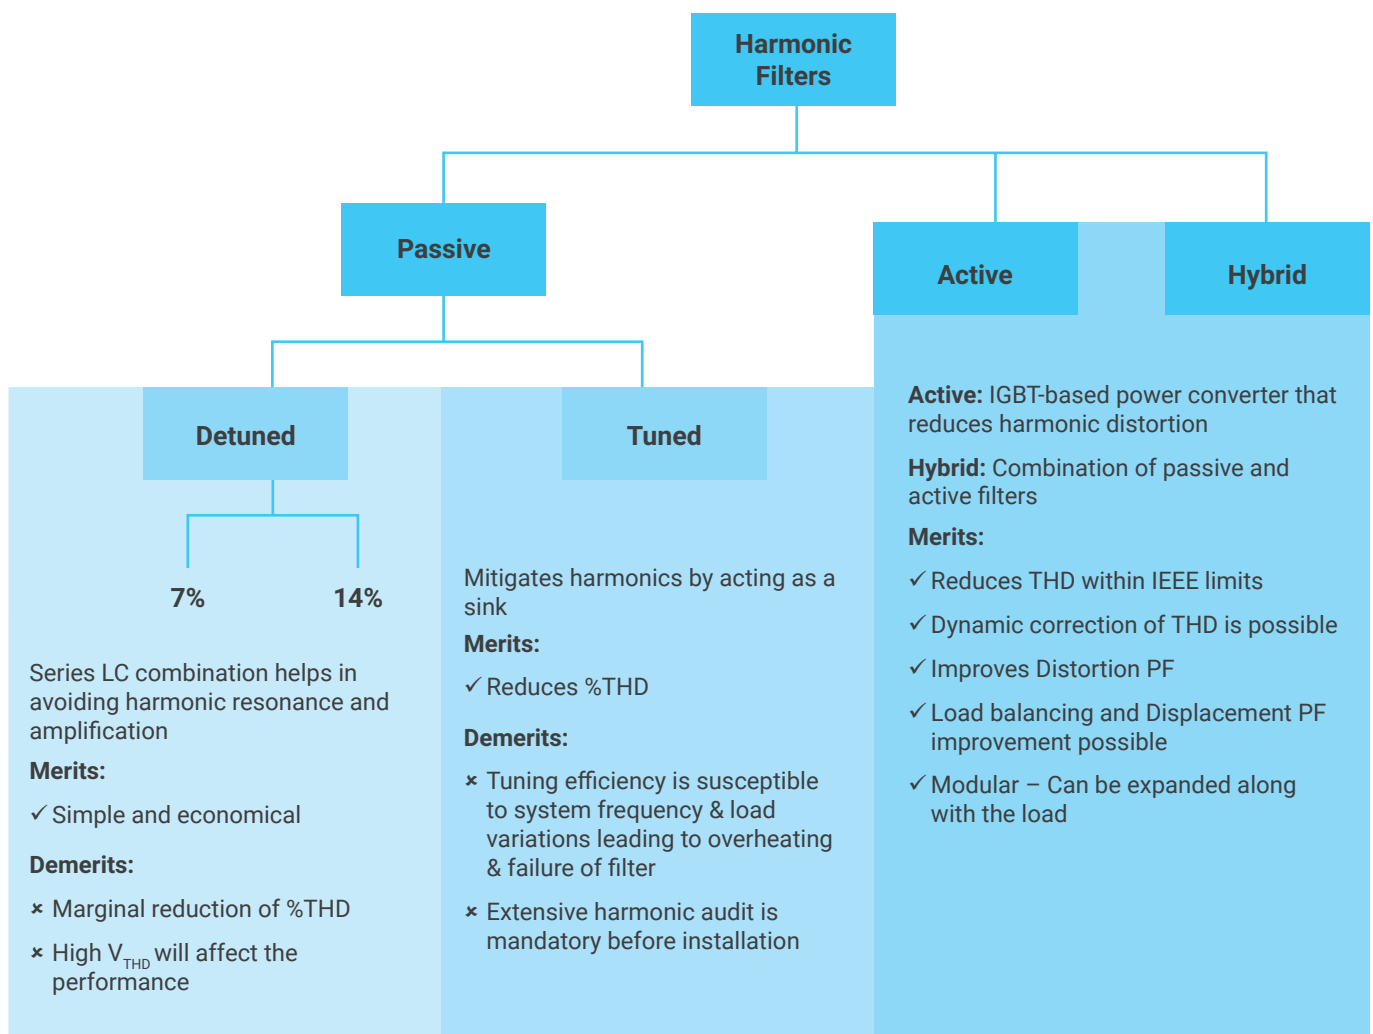 Harmonic
Filters
Passive
Active
Hybrid
Detuned
7%
14%
Series LC combination helps in
avoiding harmonic resonance and
amplification
Merits:
✓ Simple and economical
Demerits:
× Marginal reduction of %THD
× High V_THD will affect the
performance
Tuned
Mitigates harmonics by acting as a
sink
Merits:
✓ Reduces %THD
Demerits:
× Tuning efficiency is susceptible
to system frequency & load
variations leading to overheating
& failure of filter
× Extensive harmonic audit is
mandatory before installation
Active: IGBT-based power converter that
reduces harmonic distortion
Hybrid: Combination of passive and
active filters
Merits:
✓ Reduces THD within IEEE limits
✓ Dynamic correction of THD is possible
✓ Improves Distortion PF
✓ Load balancing and Displacement PF
improvement possible
✓ Modular – Can be expanded along
with the load